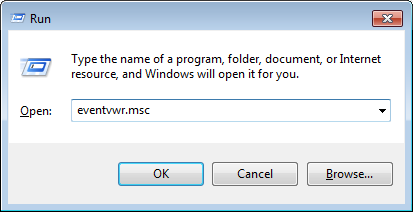 Run
Type the name of a program, folder, document, or Internet
resource, and Windows will open it for you.
Open: eventvwr.msc
OK Cancel Browse...